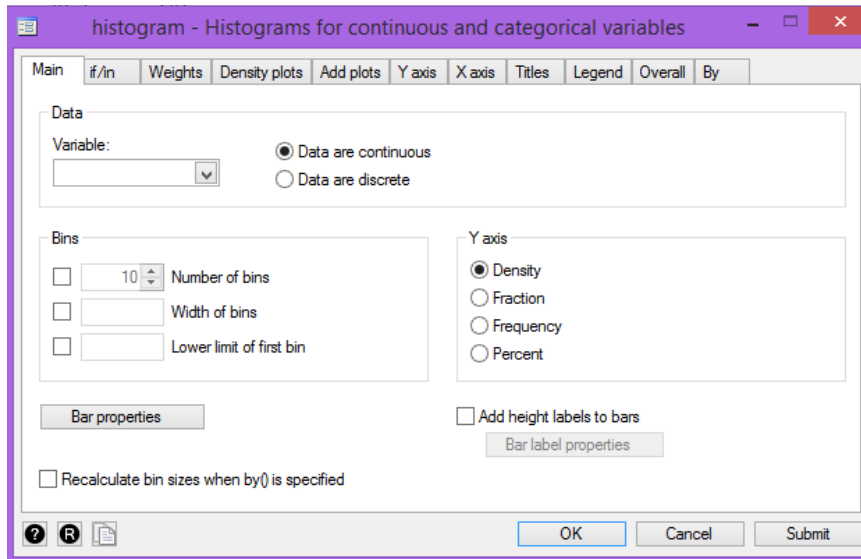 histogram - Histograms for continuous and categorical variables
Main if/in Weights Density plots Add plots Y axis X axis Titles Legend Overall By
Data
Variable:
Data are continuous
Data are discrete
Bins
10 Number of bins
Width of bins
Lower limit of first bin
Y axis
Density
Fraction
Frequency
Percent
Bar properties
Add height labels to bars
Bar label properties
Recalculate bin sizes when by() is specified
? R OK Cancel Submit